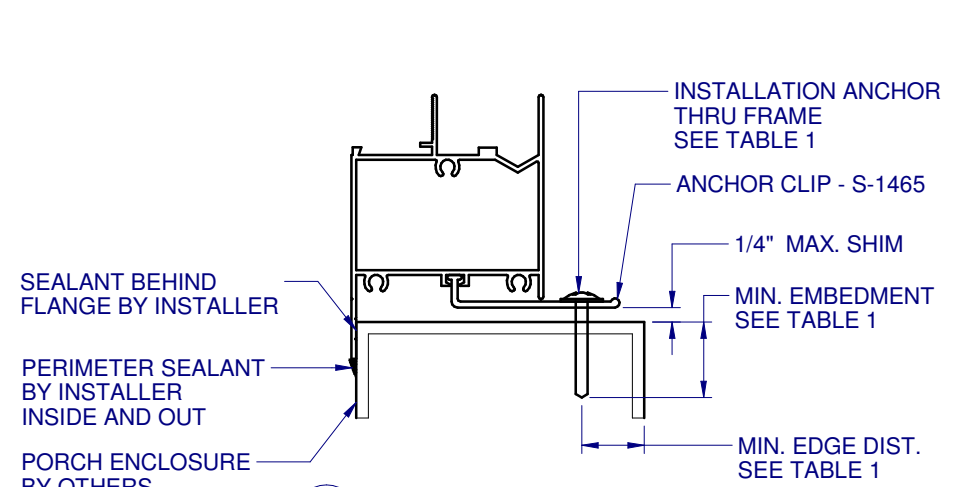 INSTALLATION ANCHOR
THRU FRAME
SEE TABLE 1
ANCHOR CLIP - S-1465
1/4" MAX. SHIM
MIN. EMBEDMENT
SEE TABLE 1
MIN. EDGE DIST.
SEE TABLE 1
SEALANT BEHIND
FLANGE BY INSTALLER
PERIMETER SEALANT
BY INSTALLER
INSIDE AND OUT
PORCH ENCLOSURE
BY OTHERS